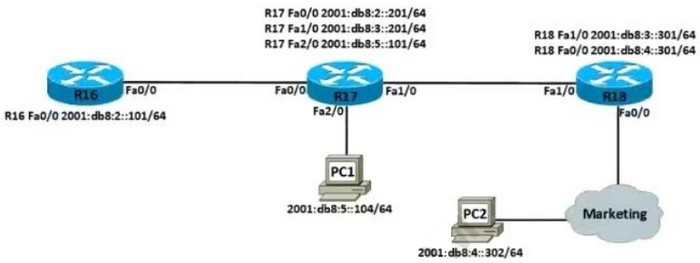 R17 Fa0/0 2001:db8:2::201/64
R17 Fa1/0 2001:db8:3::201/64
R17 Fa2/0 2001:db8:5::101/64
R18 Fa1/0 2001:db8:3::301/64
R18 Fa0/0 2001:db8:4::301/64
R16
Fa0/0
Fa0/0
R17
Fa1/0
Fa1/0
R18
R16 Fa0/0 2001:db8:2::101/64
Fa2/0
Fa0/0
PC1
2001:db8:5::104/64
PC2
Marketing
2001:db8:4::302/64